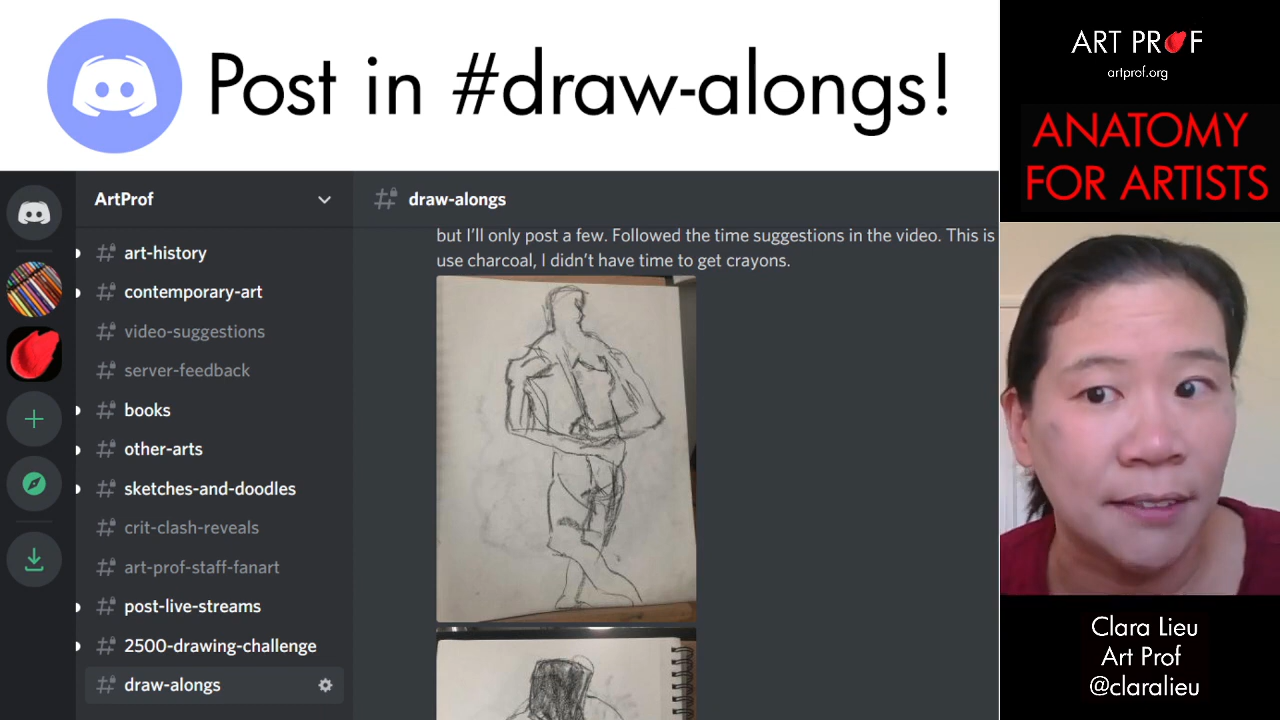 Post in #draw-alongs!
ArtProf
art-history
contemporary-art
video-suggestions
server-feedback
books
other-arts
sketches-and-doodles
crit-clash-reveals
art-prof-staff-fanart
post-live-streams
2500-drawing-challenge
draw-alongs
draw-alongs
but I'll only post a few. Followed the time suggestions in the video. This is
use charcoal, I didn't have time to get crayons.
ART PROF
artprof.org
ANATOMY
FOR ARTISTS
Clara Lieu
Art Prof
@claralieu